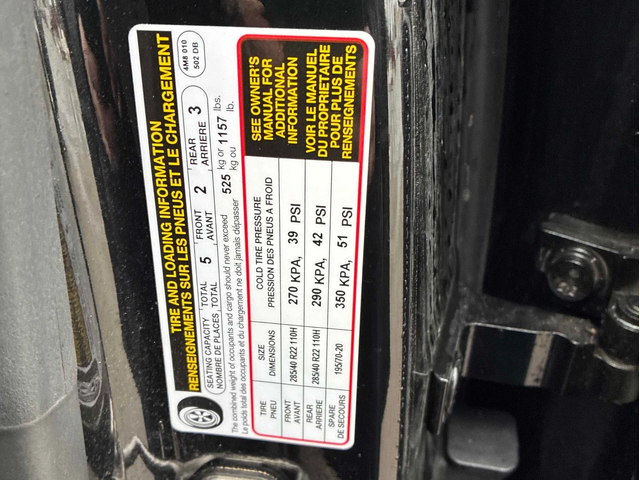 TIRE AND LOADING INFORMATION
RENSEIGNEMENTS SUR LES PNEUS ET LE CHARGEMENT
4M8 010
502 DB
SEATING CAPACITY TOTAL 5 FRONT 2 REAR 3
NOMBRE DE PLACES TOTAL AVANT ARRIERE
The combined weight of occupants and cargo should never exceed 525 kg or 1157 lbs.
Le poids total des occupants et du chargement ne doit jamais dépasser kg ou lb.
TIRE SIZE COLD TIRE PRESSURE
PNEU DIMENSIONS PRESSION DES PNEUS A FROID
FRONT
AVANT 285/40 R22 110H 270 KPA, 39 PSI
REAR
ARRIERE 285/40 R22 110H 290 KPA, 42 PSI
SPARE
DE SECOURS 195/70-20 350 KPA, 51 PSI
SEE OWNER'S
MANUAL FOR
ADDITIONAL
INFORMATION
VOIR LE MANUEL
DU PROPRIETAIRE
POUR PLUS DE
RENSEIGNEMENTS